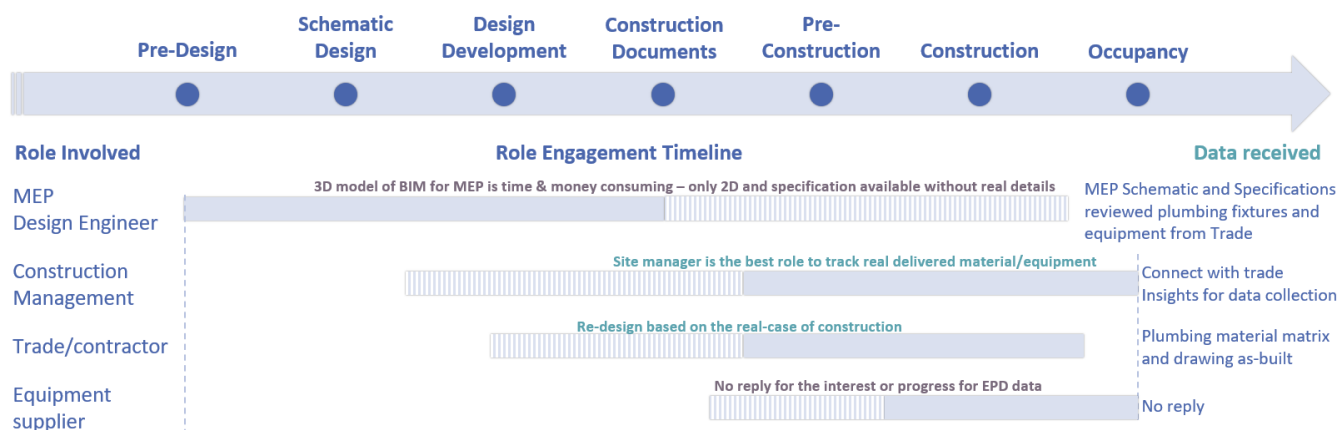 Pre-Design
Schematic
Design
Design
Development
Construction
Documents
Pre-
Construction
Construction
Occupancy
Role Involved
Role Engagement Timeline
Data received
MEP
Design Engineer
3D model of BIM for MEP is time & money consuming – only 2D and specification available without real details
MEP Schematic and Specifications
reviewed plumbing fixtures and
equipment from Trade
Construction
Management
Site manager is the best role to track real delivered material/equipment
Connect with trade
Insights for data collection
Trade/contractor
Re-design based on the real-case of construction
Plumbing material matrix
and drawing as-built
Equipment
supplier
No reply for the interest or progress for EPD data
No reply